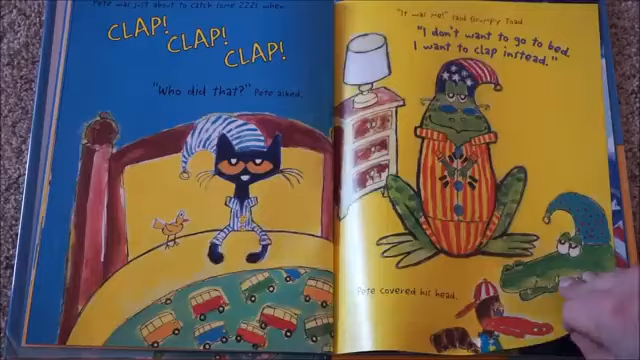 Pete was just about to catch some ZZZs when...
CLAP!
CLAP!
CLAP!
"Who did that?" Pete asked.
"It was me!" said Grumpy Toad.
"I don't want to go to bed.
I want to clap instead."
Pete covered his head.